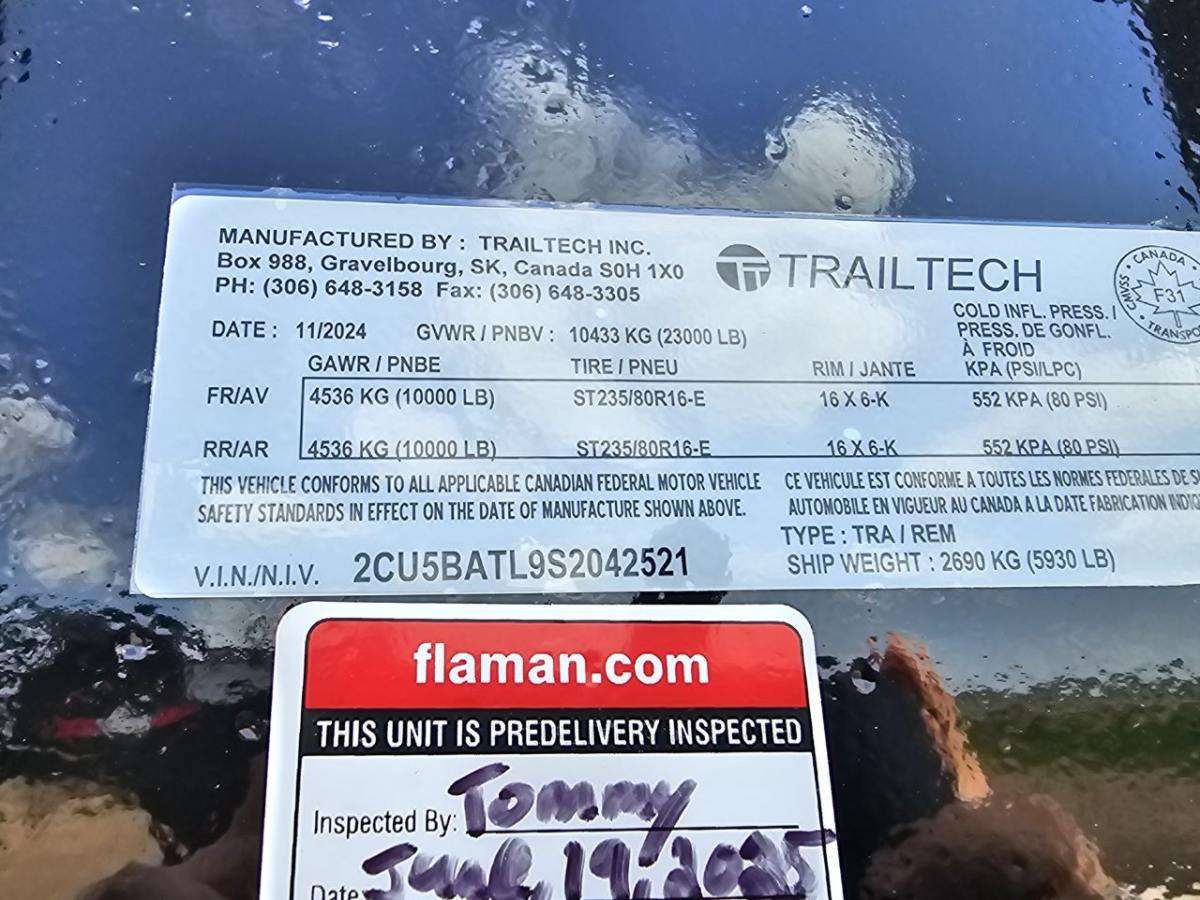 MANUFACTURED BY : TRAILTECH INC.
Box 988, Gravelbourg, SK, Canada S0H 1X0
PH: (306) 648-3158 Fax: (306) 648-3305
TRAILTECH
CANADA
CMVSS
F31
TRANSPO
DATE : 11/2024 GVWR / PNBV : 10433 KG (23000 LB)
COLD INFL. PRESS. /
PRESS. DE GONFL.
À FROID
GAWR / PNBE TIRE / PNEU RIM / JANTE KPA (PSI/LPC)
FR/AV 4536 KG (10000 LB) ST235/80R16-E 16 X 6-K 552 KPA (80 PSI)
RR/AR 4536 KG (10000 LB) ST235/80R16-E 16 X 6-K 552 KPA (80 PSI)
THIS VEHICLE CONFORMS TO ALL APPLICABLE CANADIAN FEDERAL MOTOR VEHICLE
SAFETY STANDARDS IN EFFECT ON THE DATE OF MANUFACTURE SHOWN ABOVE.
CE VEHICULE EST CONFORME A TOUTES LES NORMES FEDERALES DE
AUTOMOBILE EN VIGUEUR AU CANADA A LA DATE FABRICATION
TYPE : TRA / REM
SHIP WEIGHT : 2690 KG (5930 LB)
V.I.N./N.I.V. 2CU5BATL9S2042521
flaman.com
THIS UNIT IS PREDELIVERY INSPECTED
Inspected By: Tommy
Date June 19, 2025